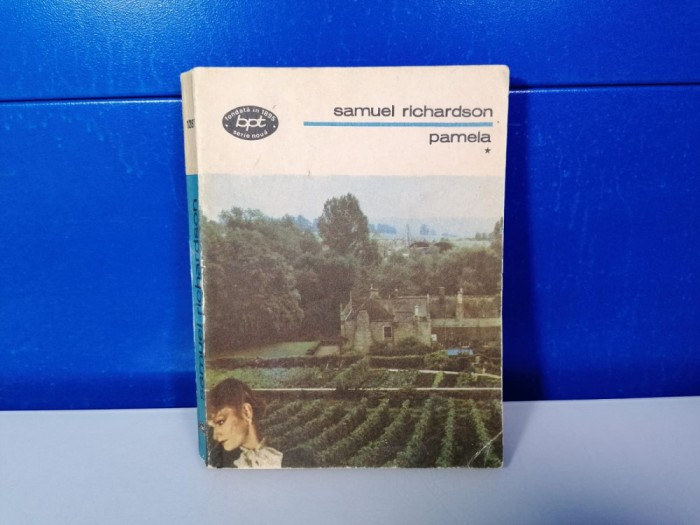 fondată în 1895
bpt
serie nouă
samuel richardson
pamela
*
samuel richardson